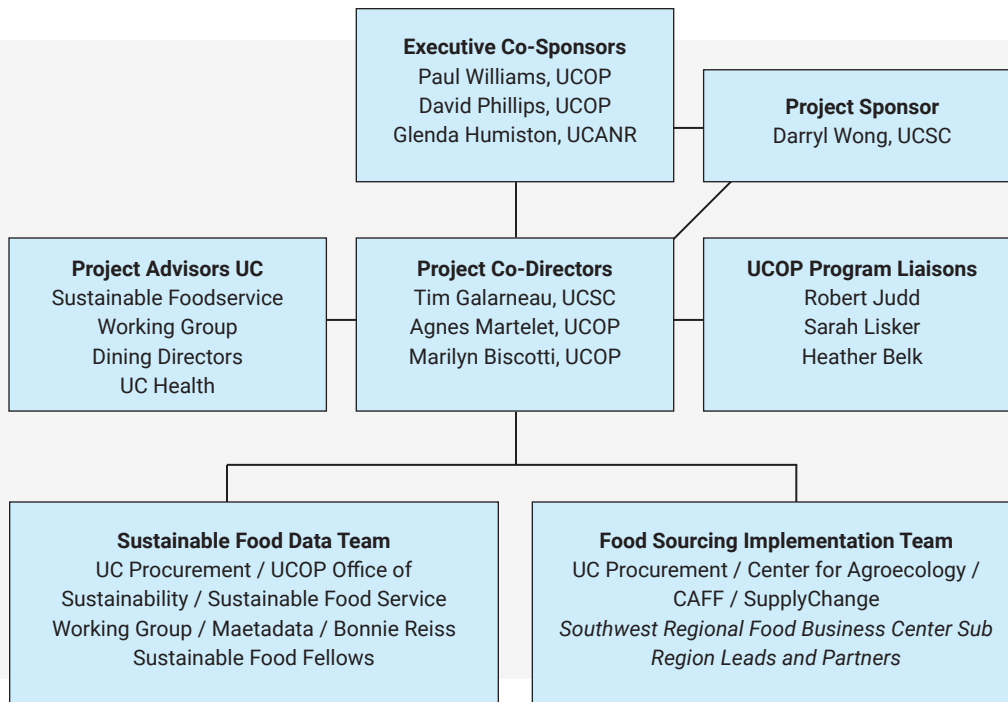 Executive Co-Sponsors
Paul Williams, UCOP
David Phillips, UCOP
Glenda Humiston, UCANR
Project Sponsor
Darryl Wong, UCSC
Project Advisors UC
Sustainable Foodservice
Working Group
Dining Directors
UC Health
Project Co-Directors
Tim Galarneau, UCSC
Agnes Martelet, UCOP
Marilyn Biscotti, UCOP
UCOP Program Liaisons
Robert Judd
Sarah Lisker
Heather Belk
Sustainable Food Data Team
UC Procurement / UCOP Office of
Sustainability / Sustainable Food Service
Working Group / Maetadata / Bonnie Reiss
Sustainable Food Fellows
Food Sourcing Implementation Team
UC Procurement / Center for Agroecology /
CAFF / SupplyChange
Southwest Regional Food Business Center Sub
Region Leads and Partners